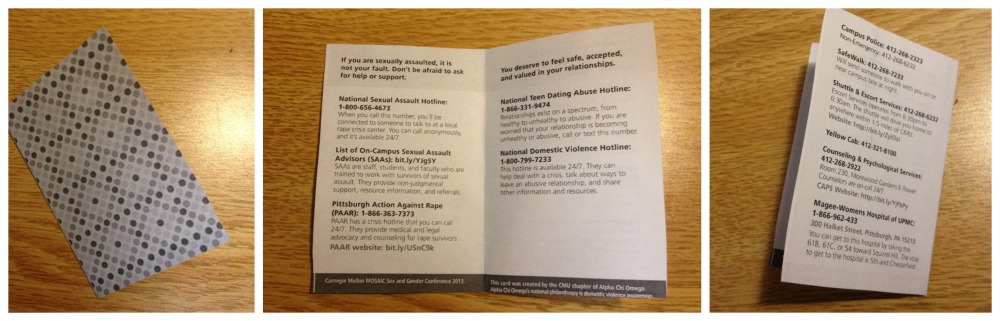 If you are sexually assaulted, it is
not your fault. Don't be afraid to ask
for help or support.
National Sexual Assault Hotline:
1-800-656-4673
When you call this number, you'll be
connected to someone to talk to at a local
rape crisis center. You can call anonymously,
and it's available 24/7.
List of On-Campus Sexual Assault
Advisors (SAAs): bit.ly/YJgSY
SAAs are staff, students, and faculty who are
trained to work with survivors of sexual
assault. They provide non-judgmental
support, resource information, and referrals.
Pittsburgh Action Against Rape
(PAAR): 1-866-363-7373
PAAR has a crisis hotline that you can call
24/7. They provide medical and legal
advocacy and counseling for rape survivors.
PAAR website: bit.ly/USnC9k
Carnegie Mellon MOSAIC Sex and Gender Conference 2013
You deserve to feel safe, accepted,
and valued in your relationships.
National Teen Dating Abuse Hotline:
1-866-331-9474
Relationships exist on a spectrum, from
healthy to unhealthy to abusive. If you are
worried that your relationship is becoming
unhealthy or abusive, call or text this number.
National Domestic Violence Hotline:
1-800-799-7233
This hotline is available 24/7. They can
help deal with a crisis, talk about ways to
leave an abusive relationship, and share
other information and resources.
This card was created by the CMU chapter of Alpha Chi Omega.
Alpha Chi Omega's national philanthropy is domestic violence awareness.
Campus Police: 412-268-2323
Non-Emergency: 412-268-6232
SafeWalk: 412-268-7233
Will send someone to walk with you on or
near campus late at night.
Shuttle & Escort Services: 412-268-6232
Escort Services operates from 6:30pm to
6:30am. The shuttle will drive you home to
anywhere within 1.5 miles of CMU.
Website: http://bit.ly/
Yellow Cab: 412-321-8100
Counseling & Psychological Services:
412-268-2922
Room 230, Morewood Gardens E-Tower
Counselors are on-call 24/7
CAPS Website: http://bit.ly/
Magee-Womens Hospital of UPMC:
1-866-962-433
300 Halket Street, Pittsburgh, PA 15213
You can get to this hospital by taking the
61B, 61C, or 54 toward Squirrel Hill. The stop
to get to the hospital is 5th and Chesterfield